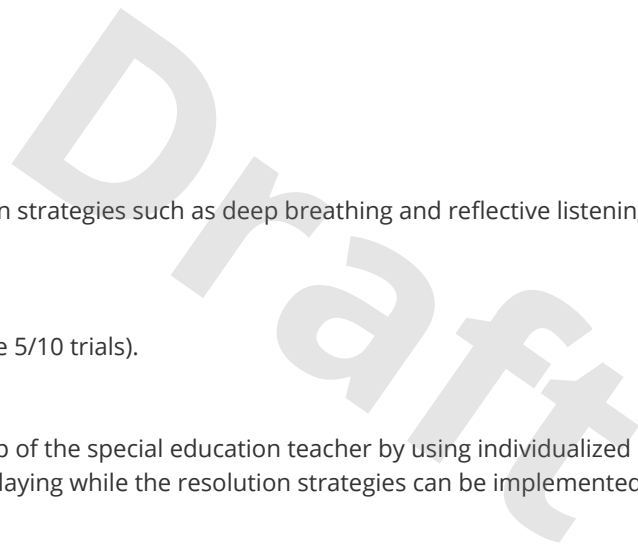 Draft
n strategies such as deep breathing and reflective listening
e 5/10 trials).
of the special education teacher by using individualized
laying while the resolution strategies can be implemented